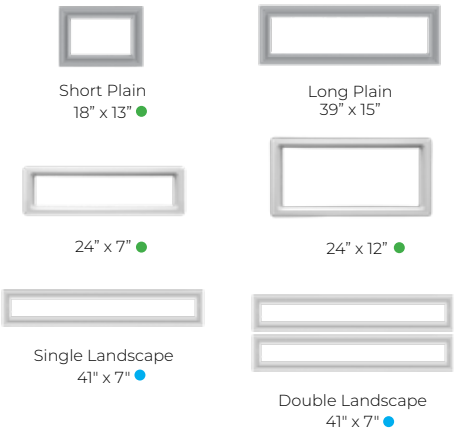 Short Plain
18” x 13”
Long Plain
39” x 15”
24” x 7”
24” x 12”
Single Landscape
41" x 7"
Double Landscape
41" x 7"